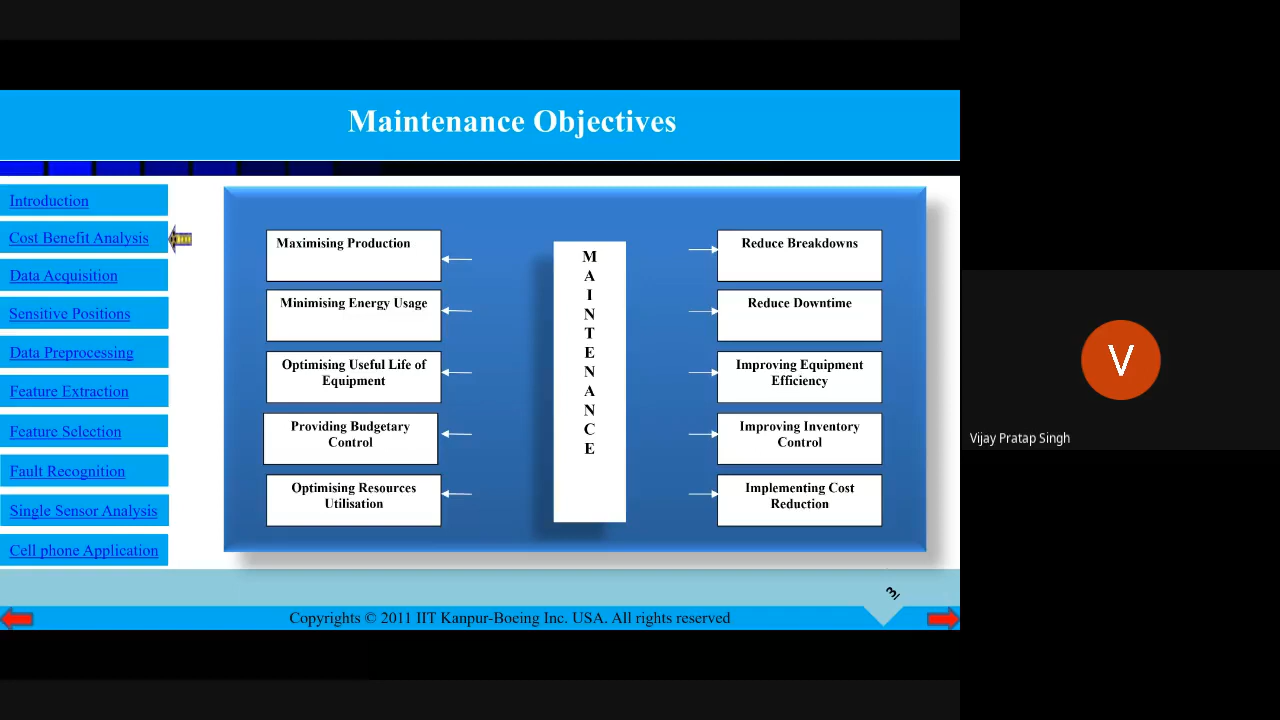 Maintenance Objectives
Introduction
Cost Benefit Analysis
Data Acquisition
Sensitive Positions
Data Preprocessing
Feature Extraction
Feature Selection
Fault Recognition
Single Sensor Analysis
Cell phone Application
Maximising Production
Minimising Energy Usage
Optimising Useful Life of
Equipment
Providing Budgetary
Control
Optimising Resources
Utilisation
M
A
I
N
T
E
N
A
N
C
E
Reduce Breakdowns
Reduce Downtime
Improving Equipment
Efficiency
Improving Inventory
Control
Implementing Cost
Reduction
3/
Copyrights © 2011 IIT Kanpur-Boeing Inc. USA. All rights reserved
V
Vijay Pratap Singh